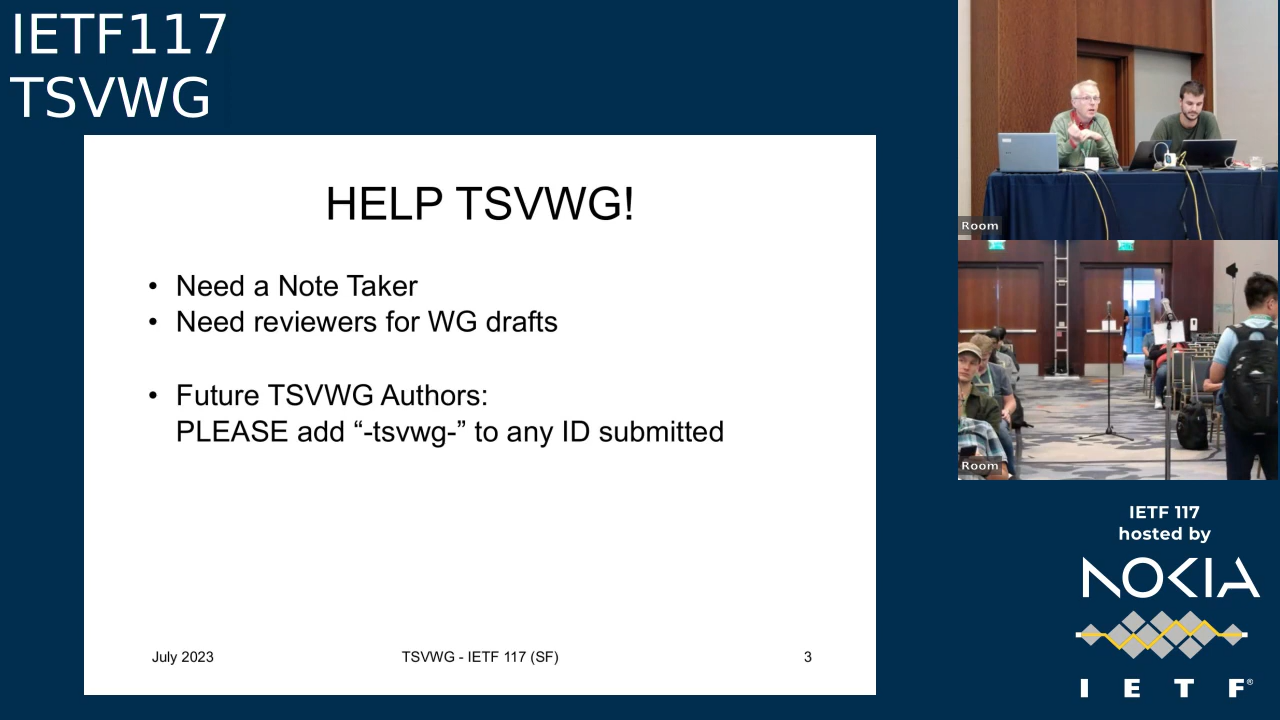 IETF117
TSVWG
HELP TSVWG!
• Need a Note Taker
• Need reviewers for WG drafts
• Future TSVWG Authors:
PLEASE add “-tsvwg-” to any ID submitted
July 2023
TSVWG - IETF 117 (SF)
3
Room
Room
IETF 117
hosted by
NOKIA
I E T F®